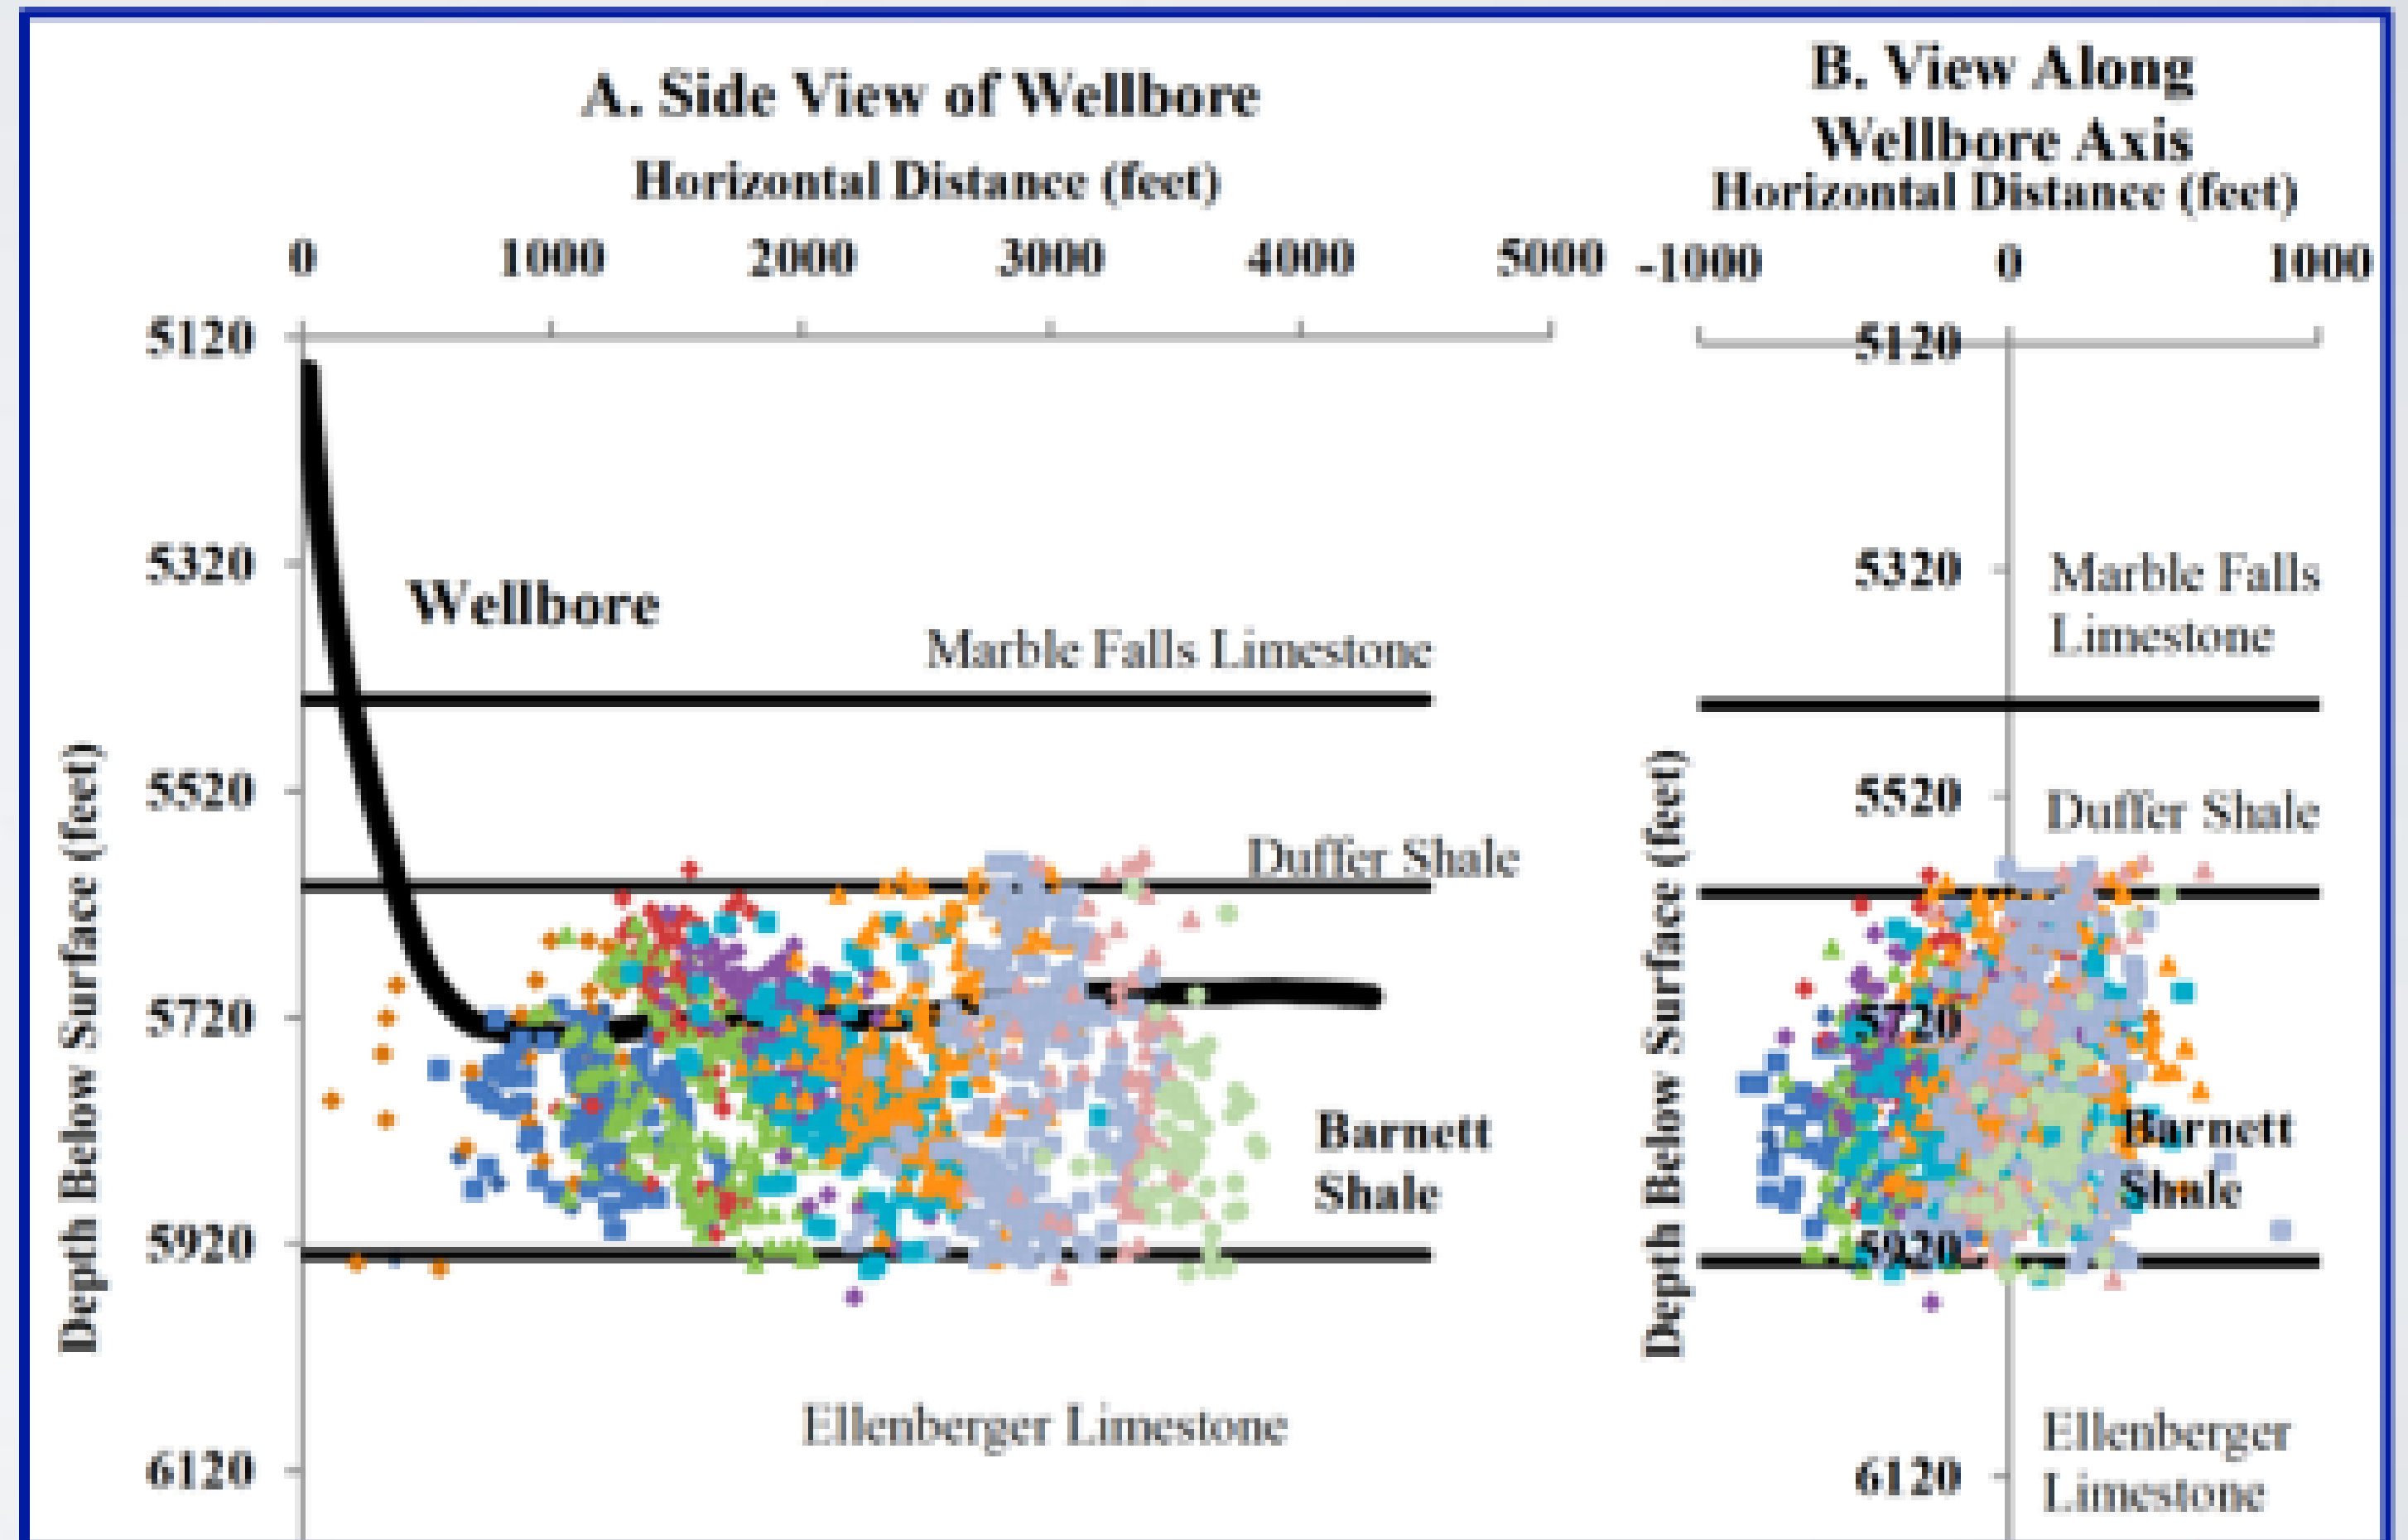 A. Side View of Wellbore
Horizontal Distance (feet)
0 1000 2000 3000 4000 5000
5120
5320
5520
5720
5920
6120
Depth Below Surface (feet)
Wellbore
Marble Falls Limestone
Duffer Shale
Barnett
Shale
Ellenberger Limestone
B. View Along
Wellbore Axis
Horizontal Distance (feet)
-1000 0 1000
5120
5320
5520
5720
5920
6120
Depth Below Surface (feet)
Marble Falls
Limestone
Duffer Shale
Barnett
Shale
Ellenberger
Limestone